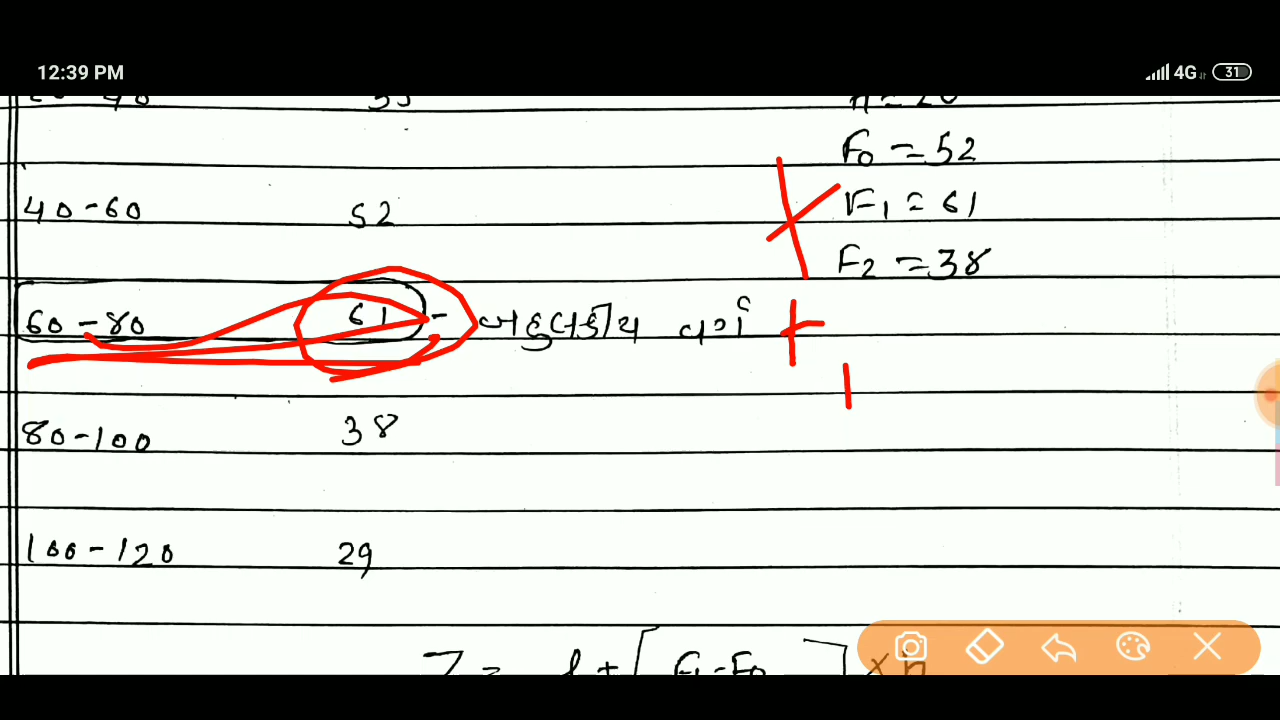 12:39 PM 4G 31
F0 = 52
40-60 52
F1 = 61
F2 = 38
60-80 61 - બહુલકીય વર્ગ
80-100 38
100-120 29